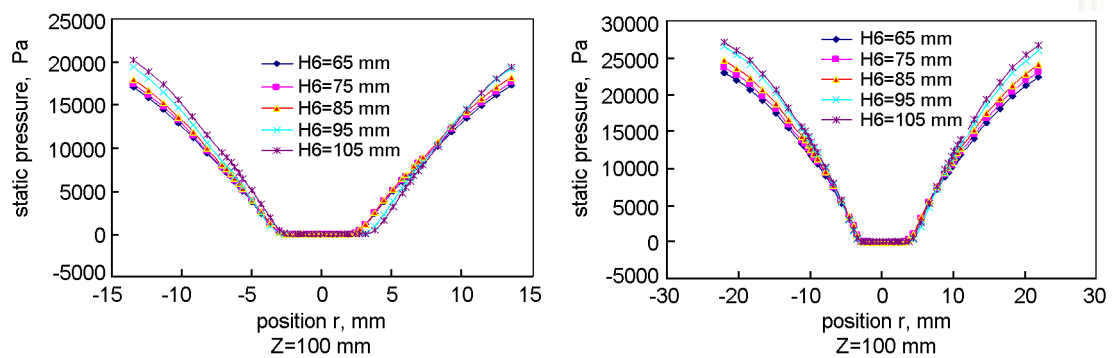 25000
20000
15000
10000
5000
0
-5000
static pressure, Pa
H6=65 mm
H6=75 mm
H6=85 mm
H6=95 mm
H6=105 mm
-15 -10 -5 0 5 10 15
position r, mm
Z=100 mm
30000
25000
20000
15000
10000
5000
0
-5000
static pressure, Pa
H6=65 mm
H6=75 mm
H6=85 mm
H6=95 mm
H6=105 mm
-30 -20 -10 0 10 20 30
position r, mm
Z=100 mm